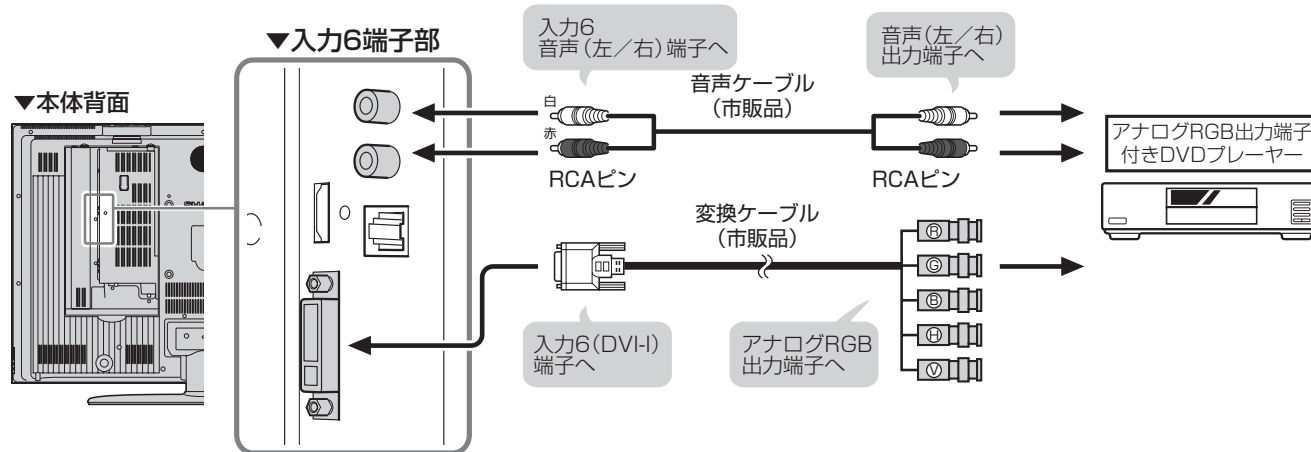 ▼本体背面
▼入力6端子部
入力6
音声(左／右)端子へ
音声(左／右)
出力端子へ
音声ケーブル
(市販品)
白
赤
RCAピン
RCAピン
アナログRGB出力端子
付きDVDプレーヤー
変換ケーブル
(市販品)
入力6(DVI-I)
端子へ
アナログRGB
出力端子へ
R
G
B
H
V